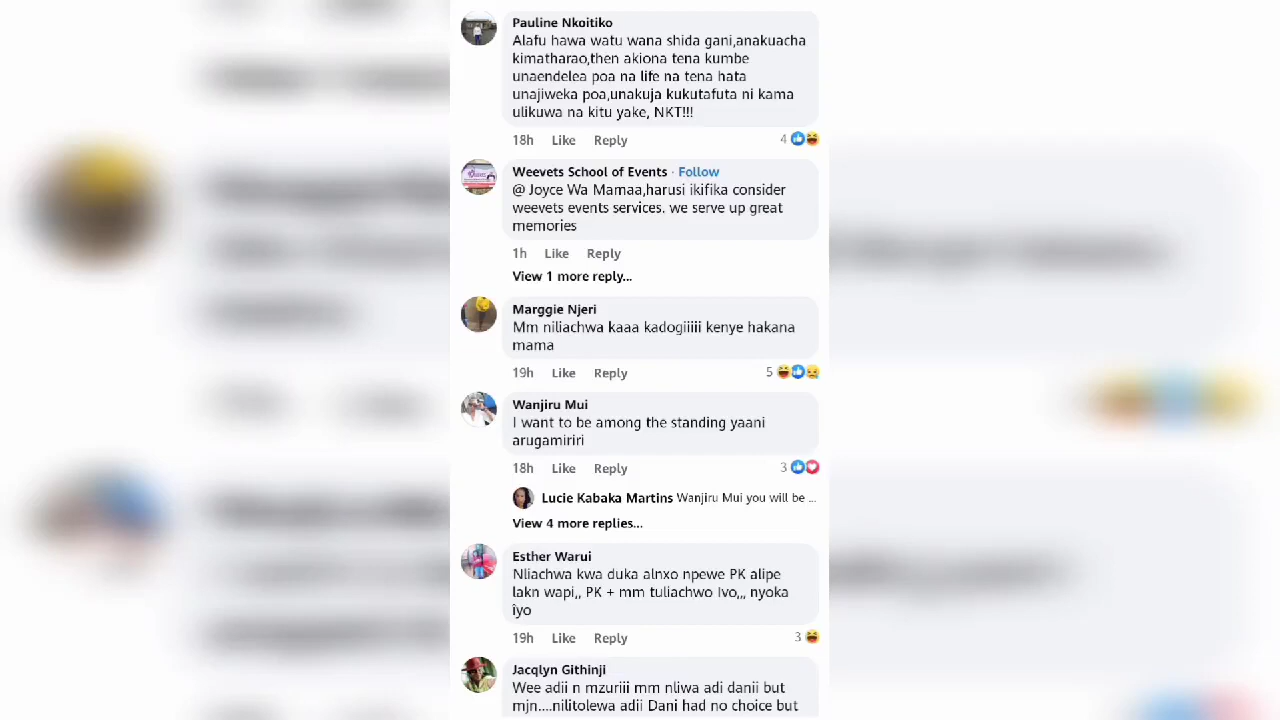 Pauline Nkoitiko
Alafu hawa watu wana shida gani,anakuacha
kimatharao,then akiona tena kumbe
unaendelea poa na life na tena hata
unajiweka poa,unakuja kukutafuta ni kama
ulikuwa na kitu yake, NKT!!!
18h Like Reply 4
Weevets School of Events · Follow
@ Joyce Wa Mamaa,harusi ikifika consider
weevets events services. we serve up great
memories
1h Like Reply
View 1 more reply...
Marggie Njeri
Mm niliachwa kaaa kadogiiiii kenye hakana
mama
19h Like Reply 5
Wanjiru Mui
I want to be among the standing yaani
arugamiriri
18h Like Reply 3
Lucie Kabaka Martins Wanjiru Mui you will be ...
View 4 more replies...
Esther Warui
Nliachwa kwa duka alnxo npewe PK alipe
lakn wapi,, PK + mm tuliachwo Ivo,,, nyoka
îyo
19h Like Reply 3
Jacqlyn Githinji
Wee adii n mzuriii mm nliwa adi danii but
mjn....nilitolewa adii Dani had no choice but